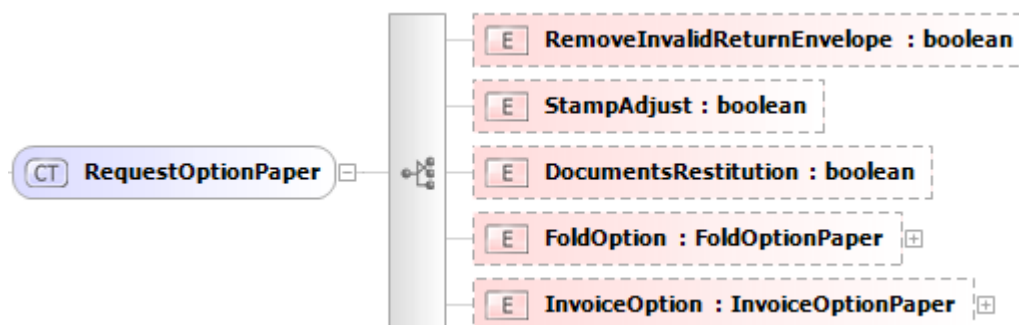 E RemoveInvalidReturnEnvelope : boolean
E StampAdjust : boolean
CT RequestOptionPaper
E DocumentsRestitution : boolean
E FoldOption : FoldOptionPaper
E InvoiceOption : InvoiceOptionPaper